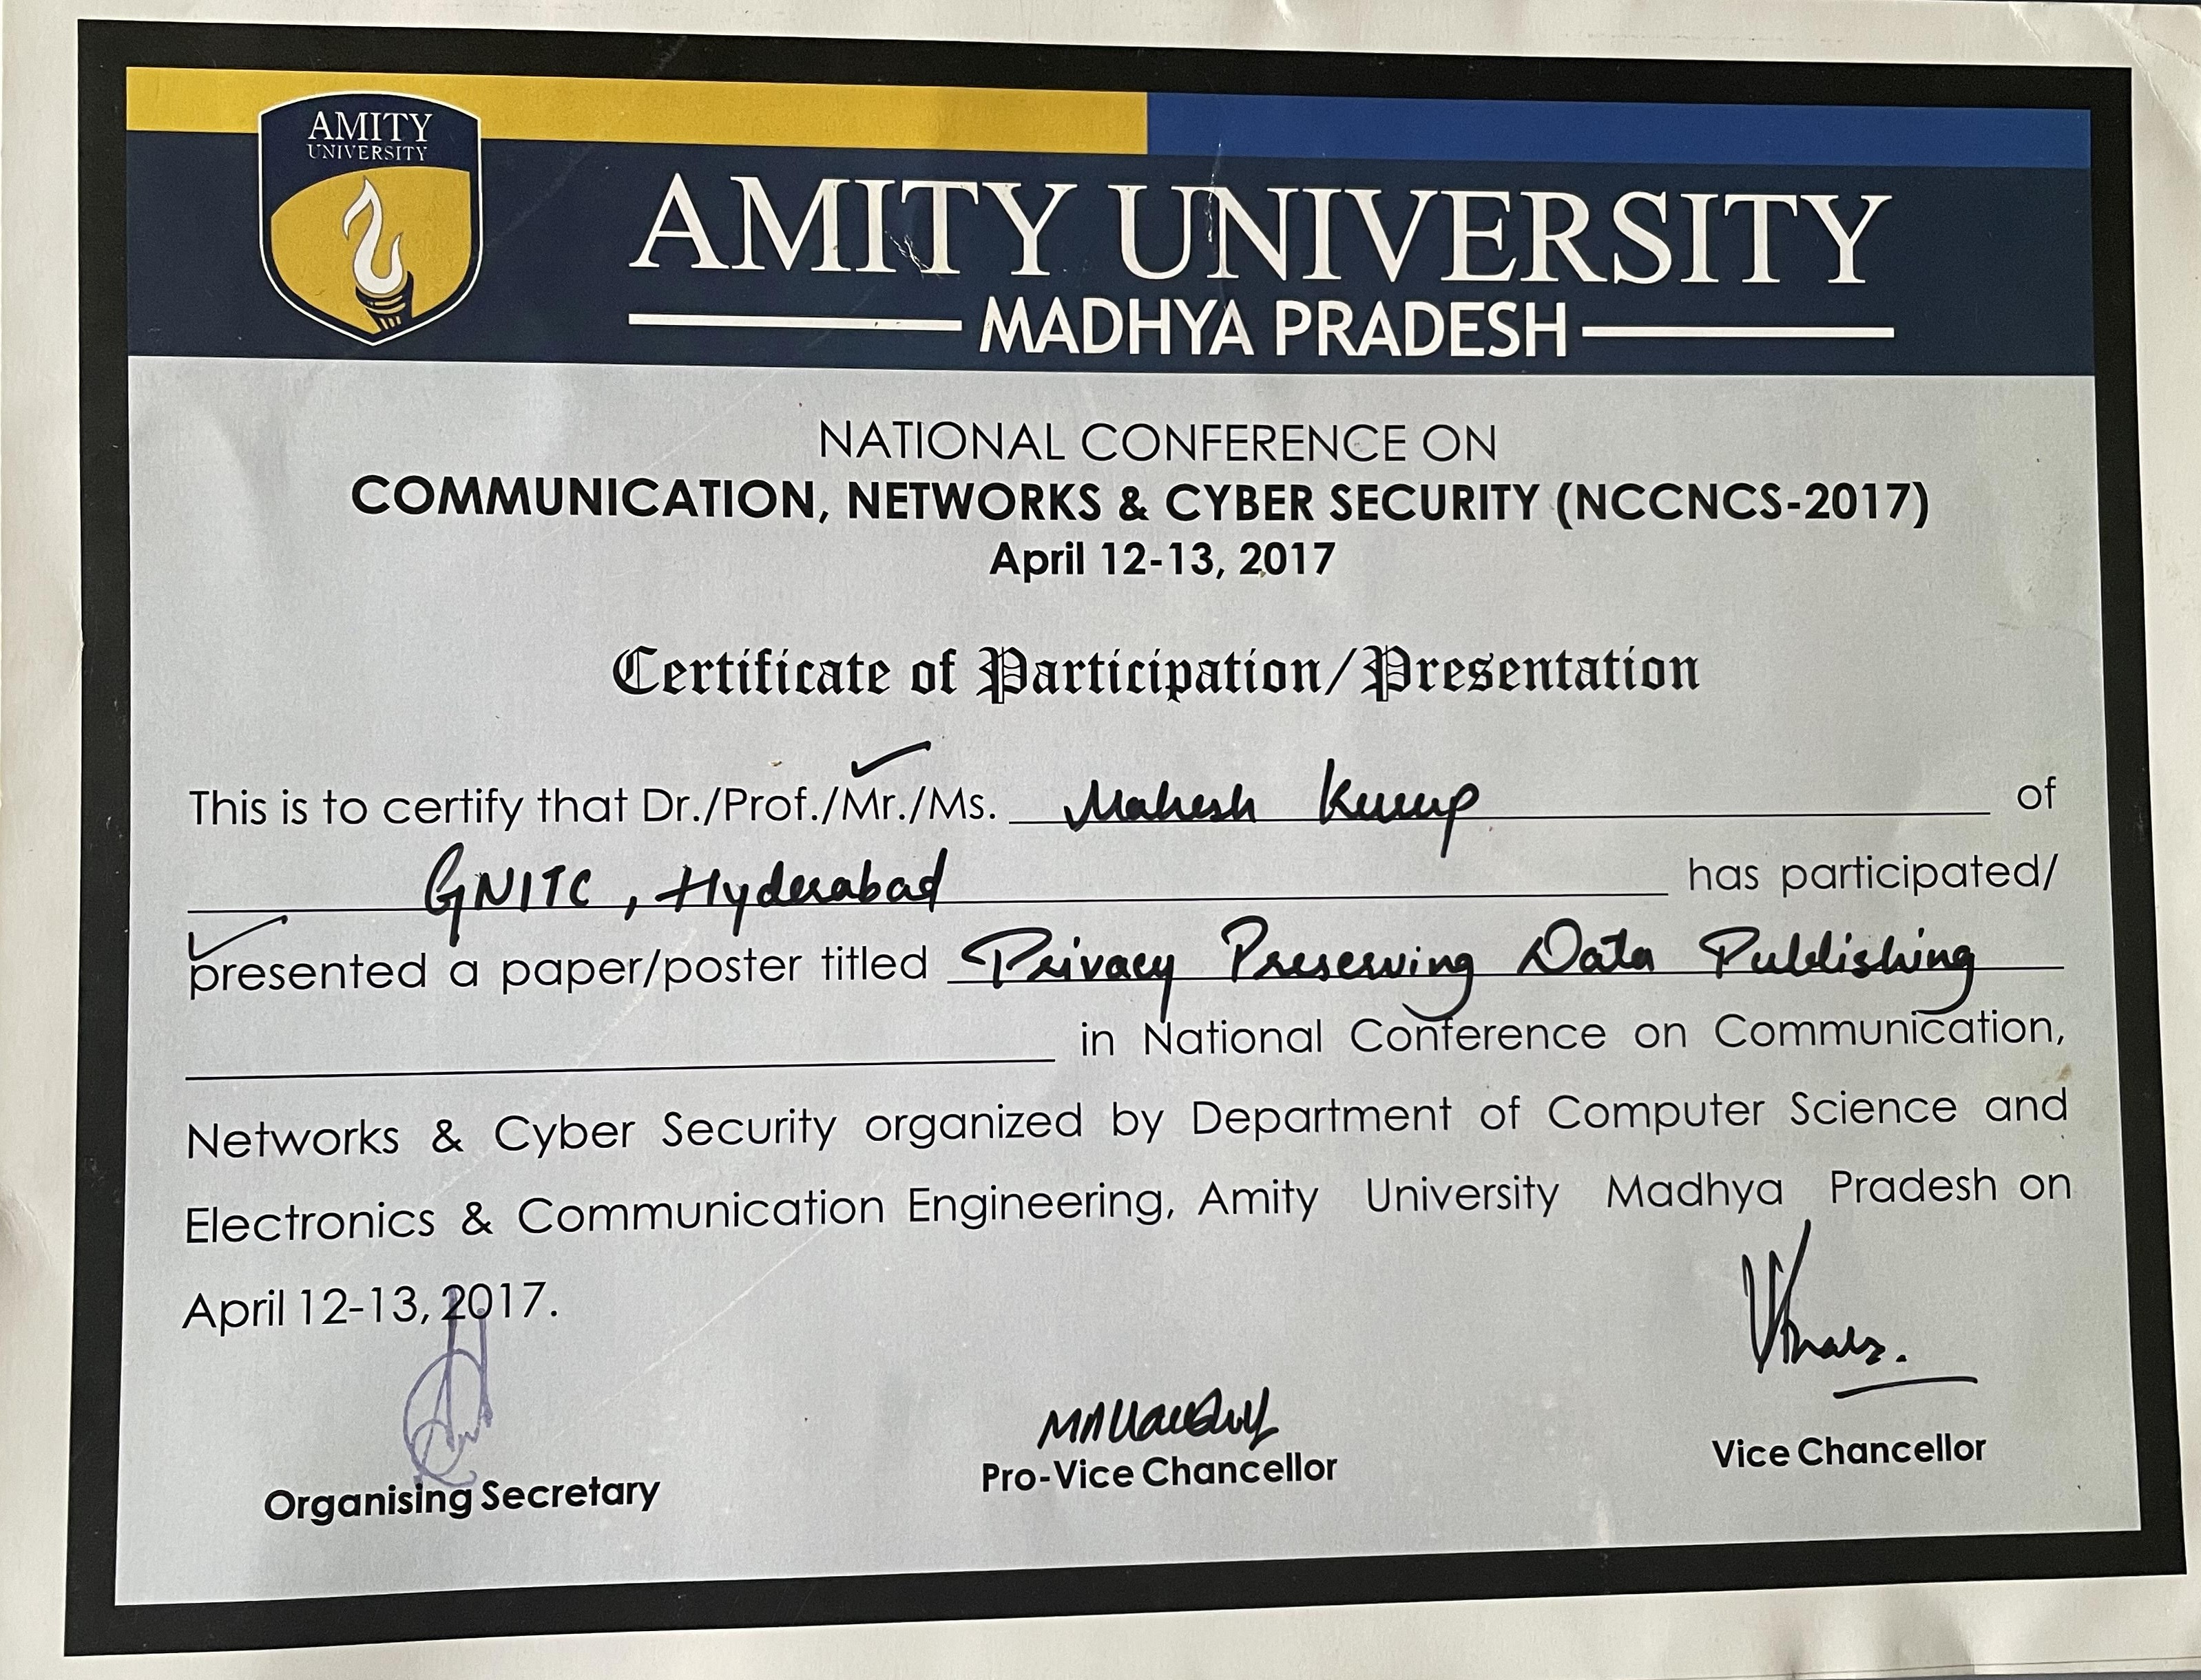 AMITY
UNIVERSITY
AMITY UNIVERSITY
MADHYA PRADESH
NATIONAL CONFERENCE ON
COMMUNICATION, NETWORKS & CYBER SECURITY (NCCNCS-2017)
April 12-13, 2017
Certificate of Participation/Presentation
This is to certify that Dr./Prof./Mr./Ms. Mahesh of
GNITC, Hyderabad has participated/
presented a paper/poster titled Privacy Preserving Data Publishing
in National Conference on Communication,
Networks & Cyber Security organized by Department of Computer Science and
Electronics & Communication Engineering, Amity University Madhya Pradesh on
April 12-13, 2017.
Organising Secretary Pro-Vice Chancellor Vice Chancellor